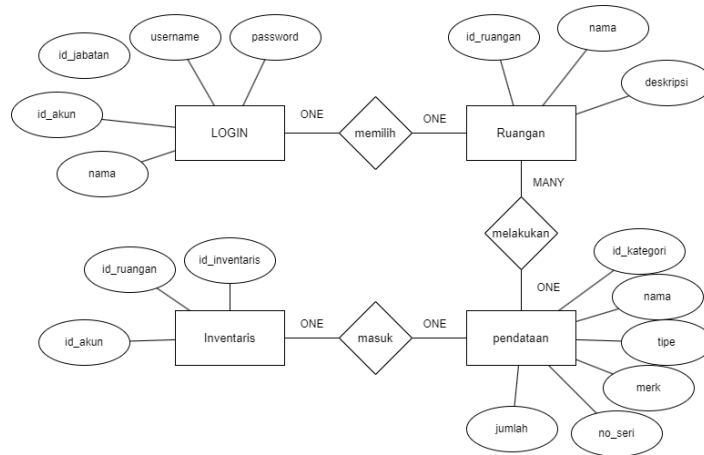 username
password
id_ruangan
nama
id_jabatan
deskripsi
id_akun
LOGIN
ONE
memilih
ONE
Ruangan
nama
MANY
melakukan
id_ruangan
id_inventaris
id_kategori
ONE
nama
id_akun
Inventaris
ONE
masuk
ONE
pendataan
tipe
merk
jumlah
no_seri